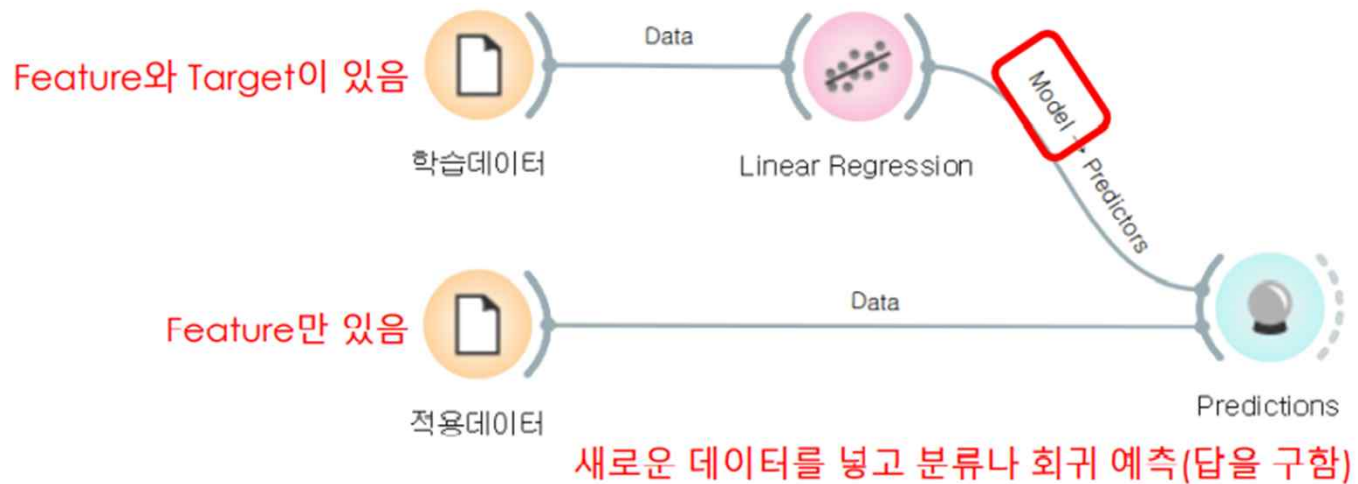 Data
Feature와 Target이 있음
Model → Predictors
학습데이터
Linear Regression
Data
Feature만 있음
Predictions
적용데이터
새로운 데이터를 넣고 분류나 회귀 예측(답을 구함)